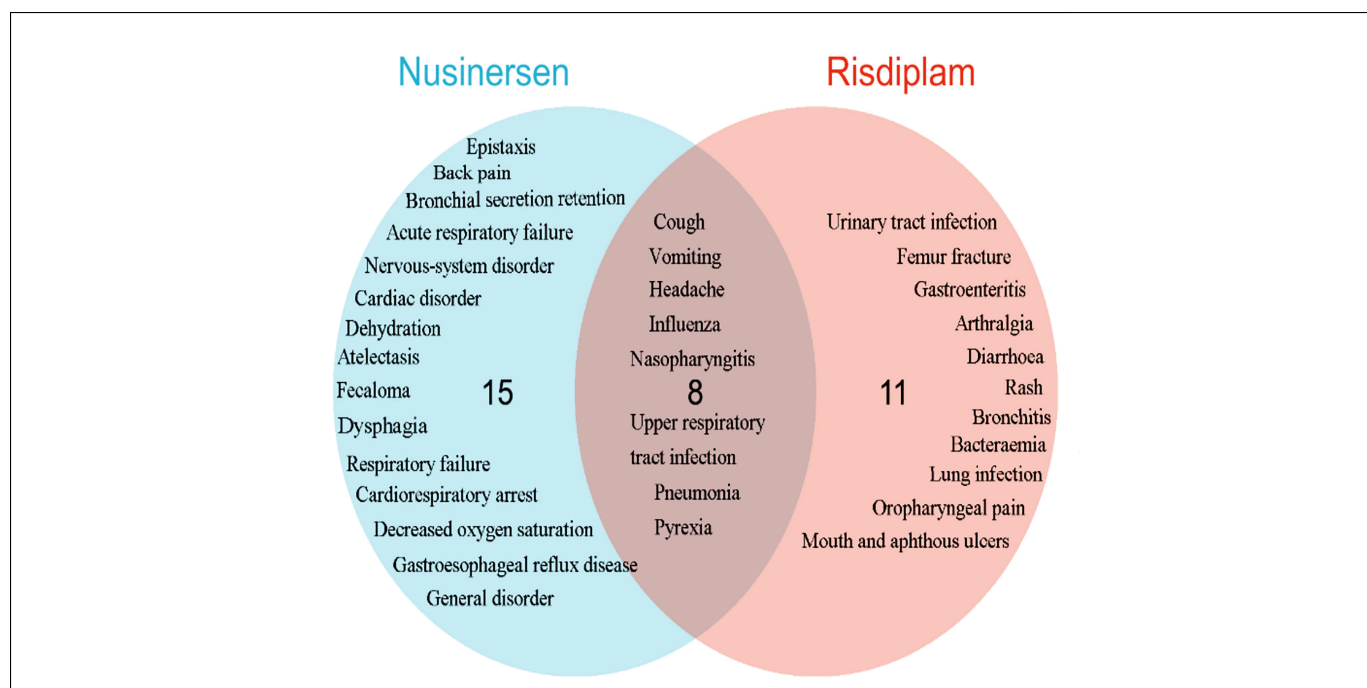 Nusinersen
Risdiplam
Epistaxis
Back pain
Bronchial secretion retention
Acute respiratory failure
Nervous-system disorder
Cardiac disorder
Dehydration
Atelectasis
Fecaloma
15
Dysphagia
Respiratory failure
Cardiorespiratory arrest
Decreased oxygen saturation
Gastroesophageal reflux disease
General disorder
Cough
Vomiting
Headache
Influenza
Nasopharyngitis
8
Upper respiratory
tract infection
Pneumonia
Pyrexia
Urinary tract infection
Femur fracture
Gastroenteritis
Arthralgia
Diarrhoea
Rash
11
Bronchitis
Bacteraemia
Lung infection
Oropharyngeal pain
Mouth and aphthous ulcers